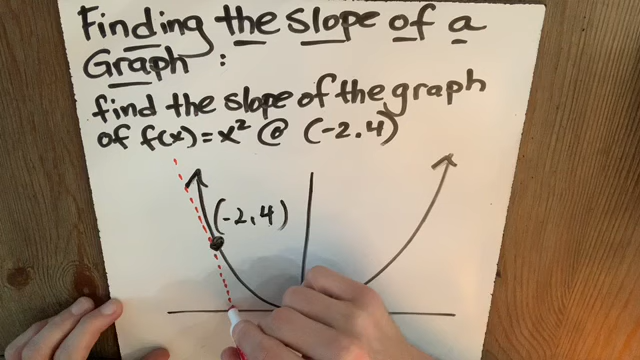 Finding the slope of a
Graph :
find the slope of the graph
of f(x) = x² @ (-2.4)
(-2,4)